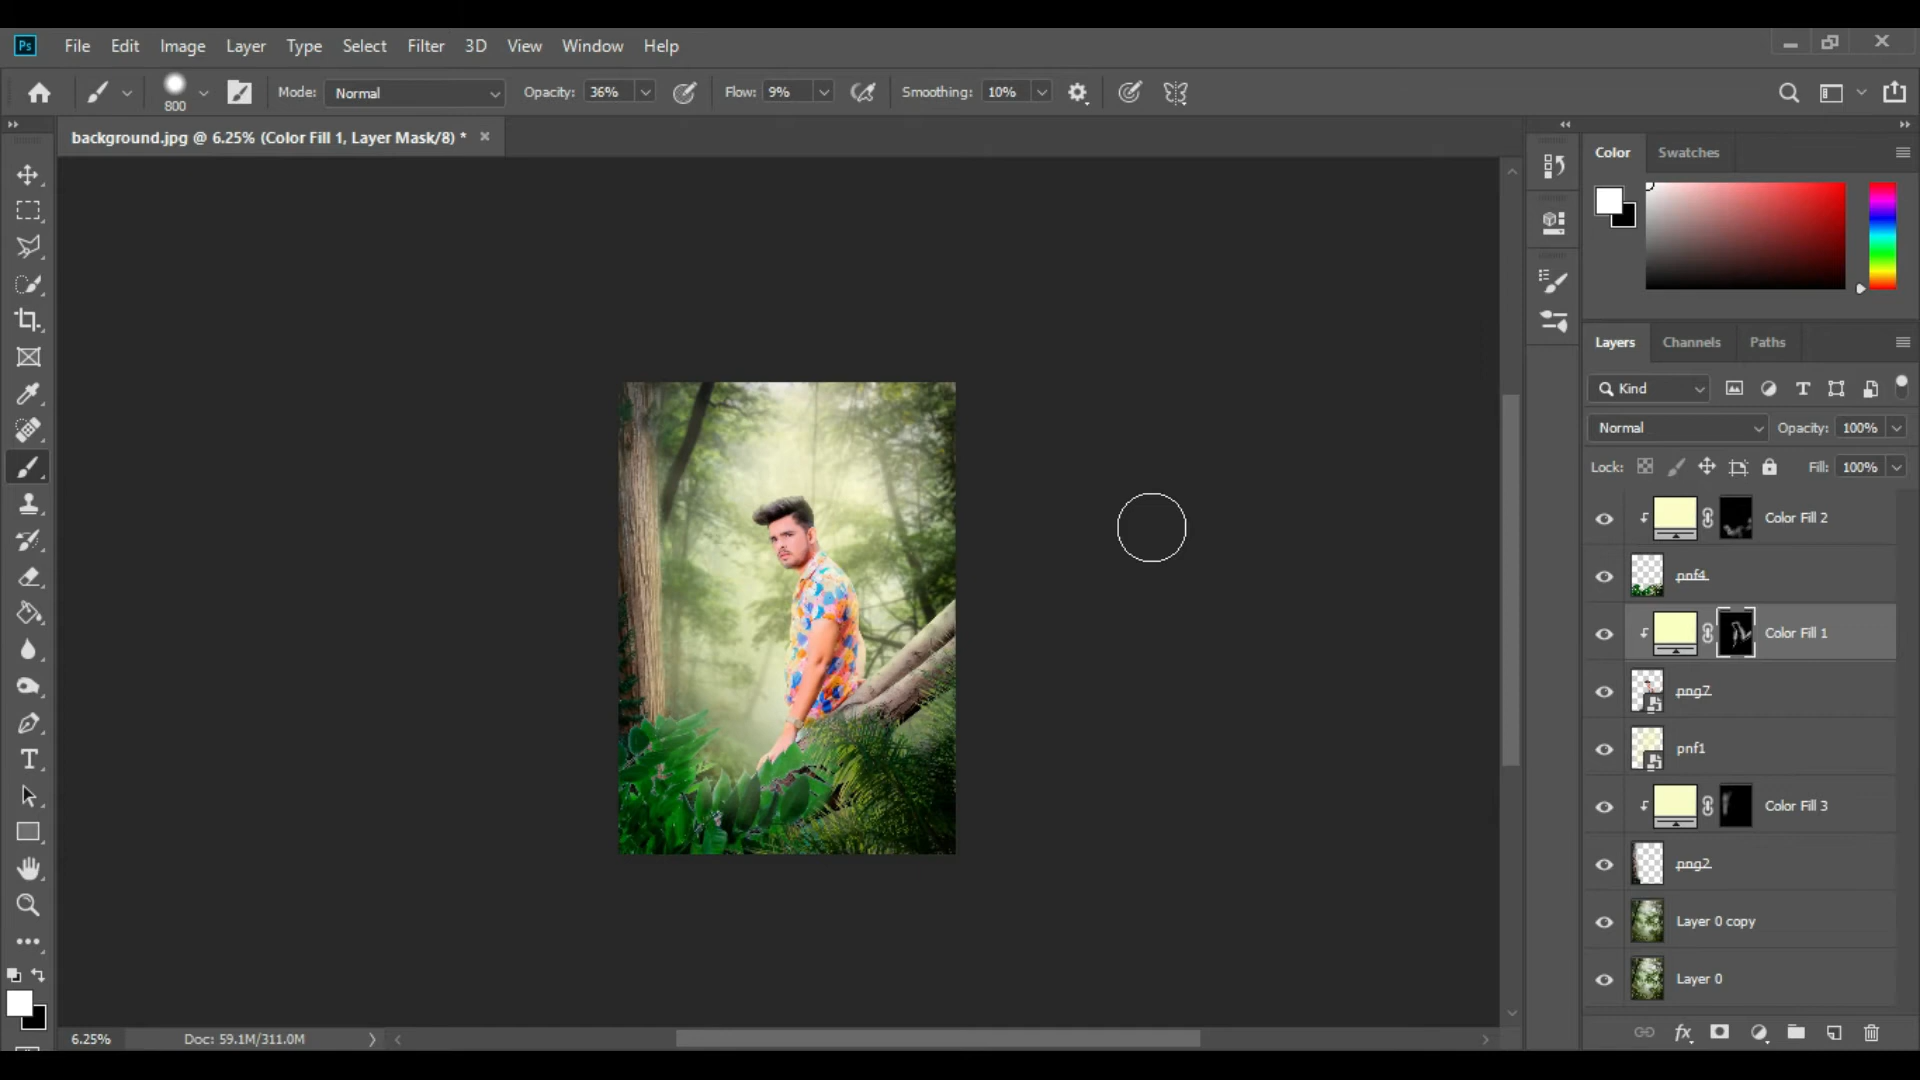 Ps File Edit Image Layer Type Select Filter 3D View Window Help
800 Mode: Normal Opacity: 36% Flow: 9% Smoothing: 10%
background.jpg @ 6.25% (Color Fill 1, Layer Mask/8) *
Color Swatches
Layers Channels Paths
Kind
Normal Opacity: 100%
Lock: Fill: 100%
Color Fill 2
pnf4
Color Fill 1
png7
pnf1
Color Fill 3
png2
Layer 0 copy
Layer 0
6.25% Doc: 59.1M/311.0M